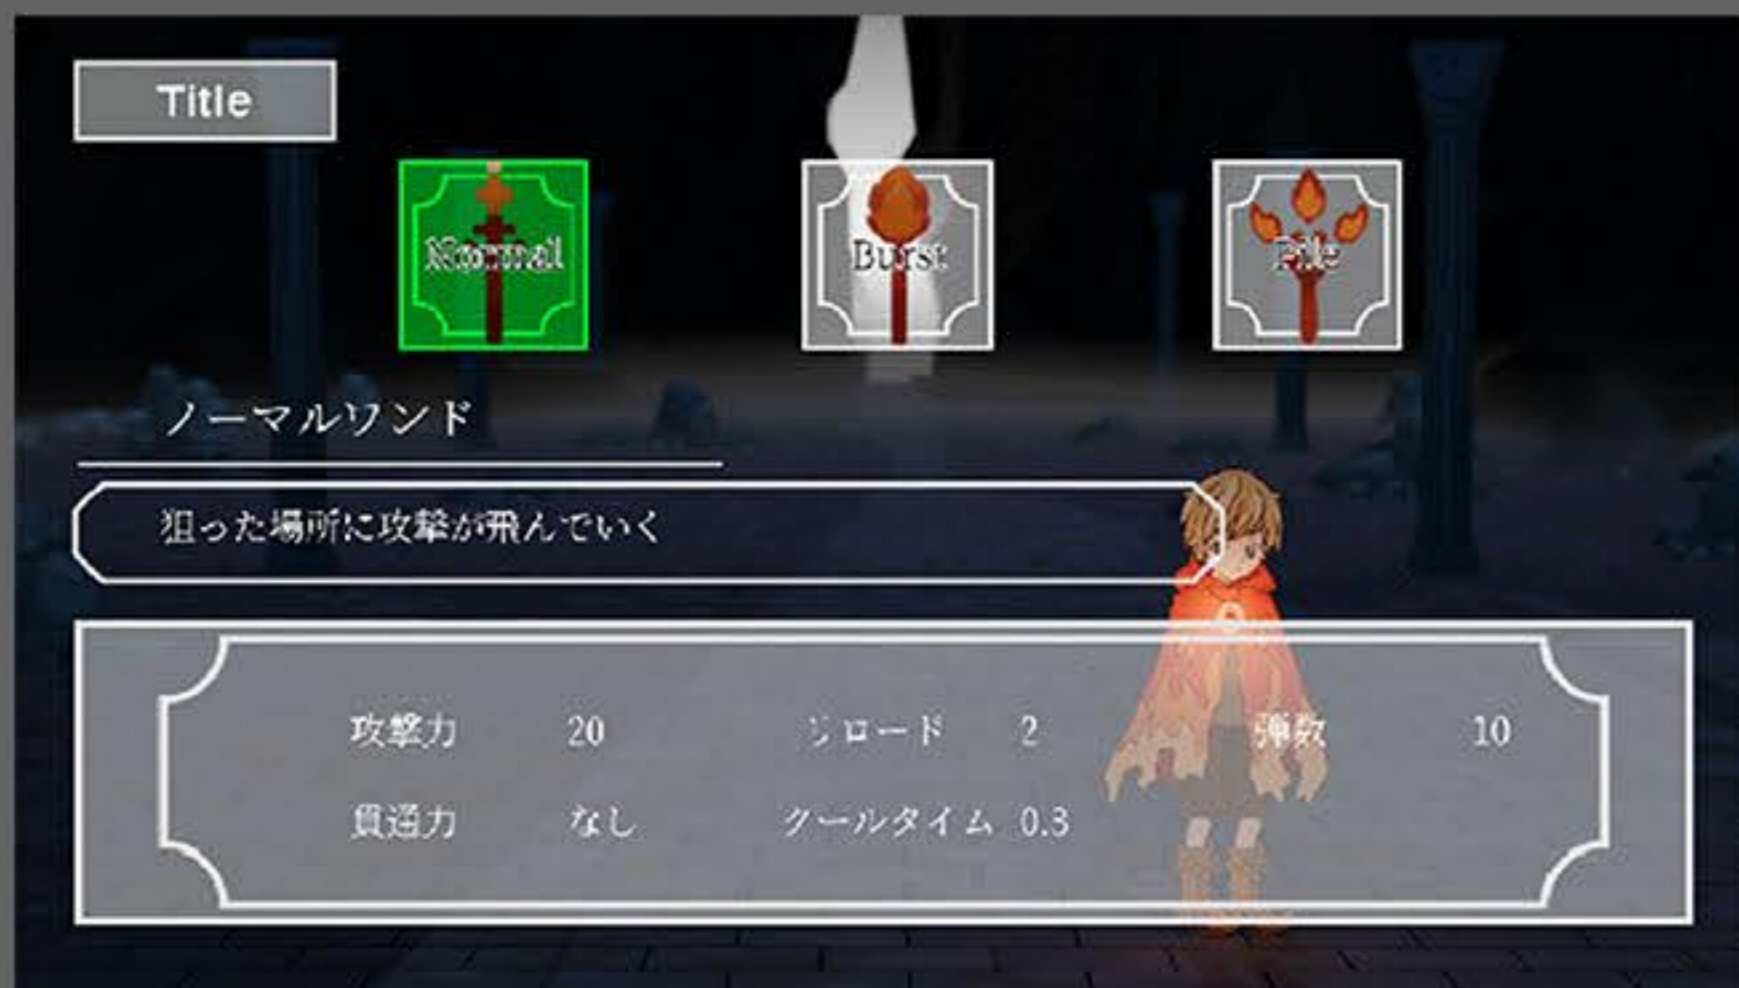 Title
Normal Burst Pile
ノーマルワンド
狙った場所に攻撃が飛んでいく
攻撃力 20 リロード 2 弾数 10
貫通力 なし クールタイム 0.3